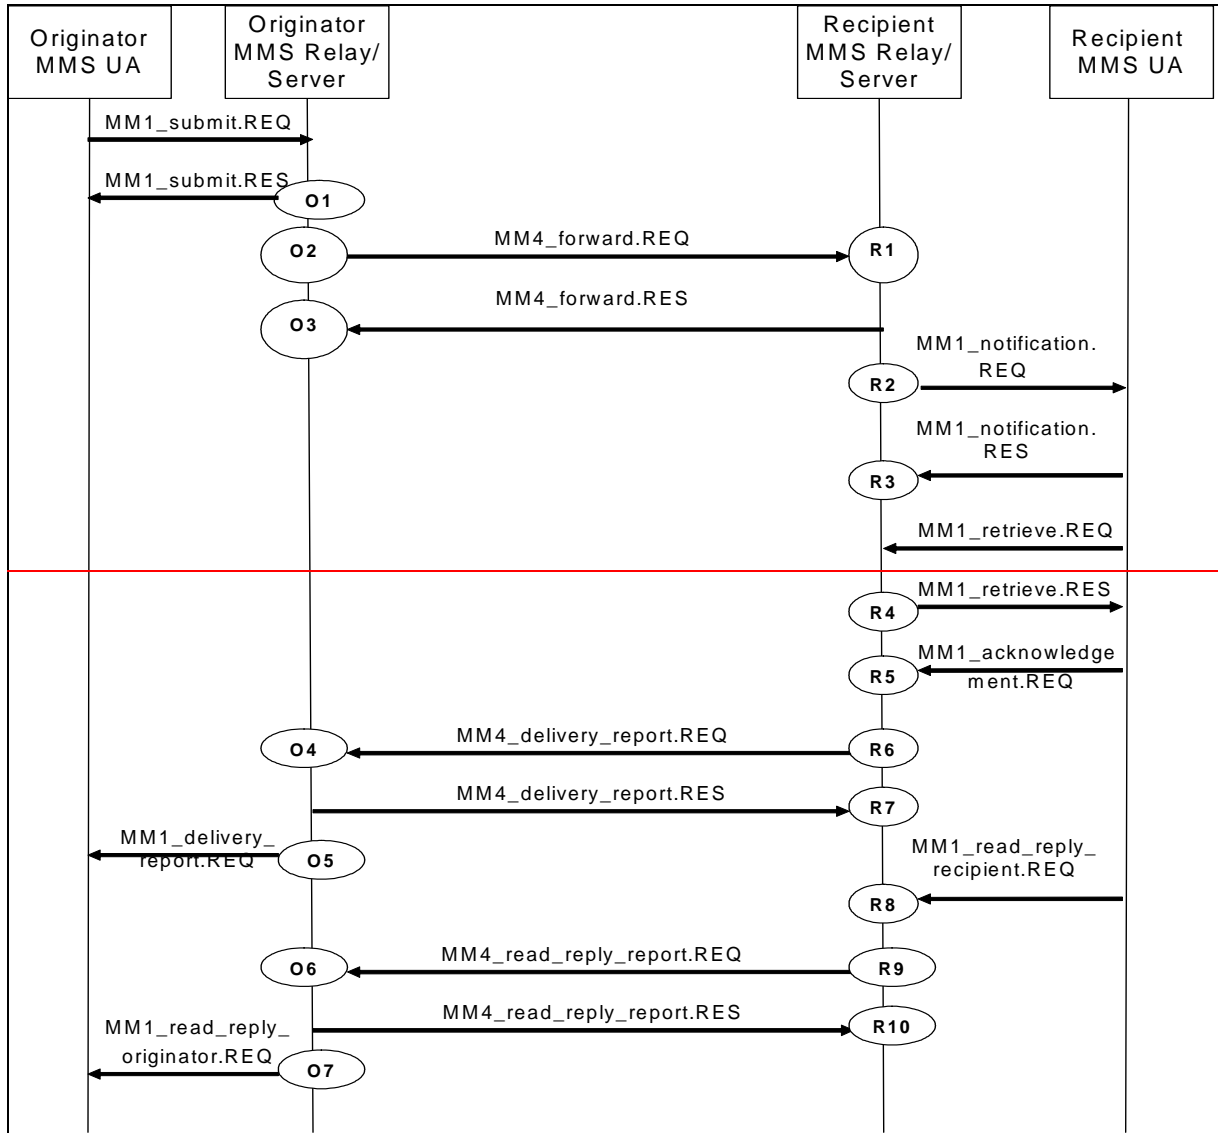 Originator
MMS UA
Originator
MMS Relay/
Server
Recipient
MMS Relay/
Server
Recipient
MMS UA
MM1_submit.REQ
MM1_submit.RES
O1
O2
MM4_forward.REQ
R1
MM4_forward.RES
O3
MM1_notification.
REQ
R2
MM1_notification.
RES
R3
MM1_retrieve.REQ
MM1_retrieve.RES
R4
MM1_acknowledge
ment.REQ
R5
MM4_delivery_report.REQ
O4
R6
MM4_delivery_report.RES
R7
MM1_delivery_
report.REQ
O5
MM1_read_reply_
recipient.REQ
R8
MM4_read_reply_report.REQ
O6
R9
MM4_read_reply_report.RES
R10
MM1_read_reply_
originator.REQ
O7